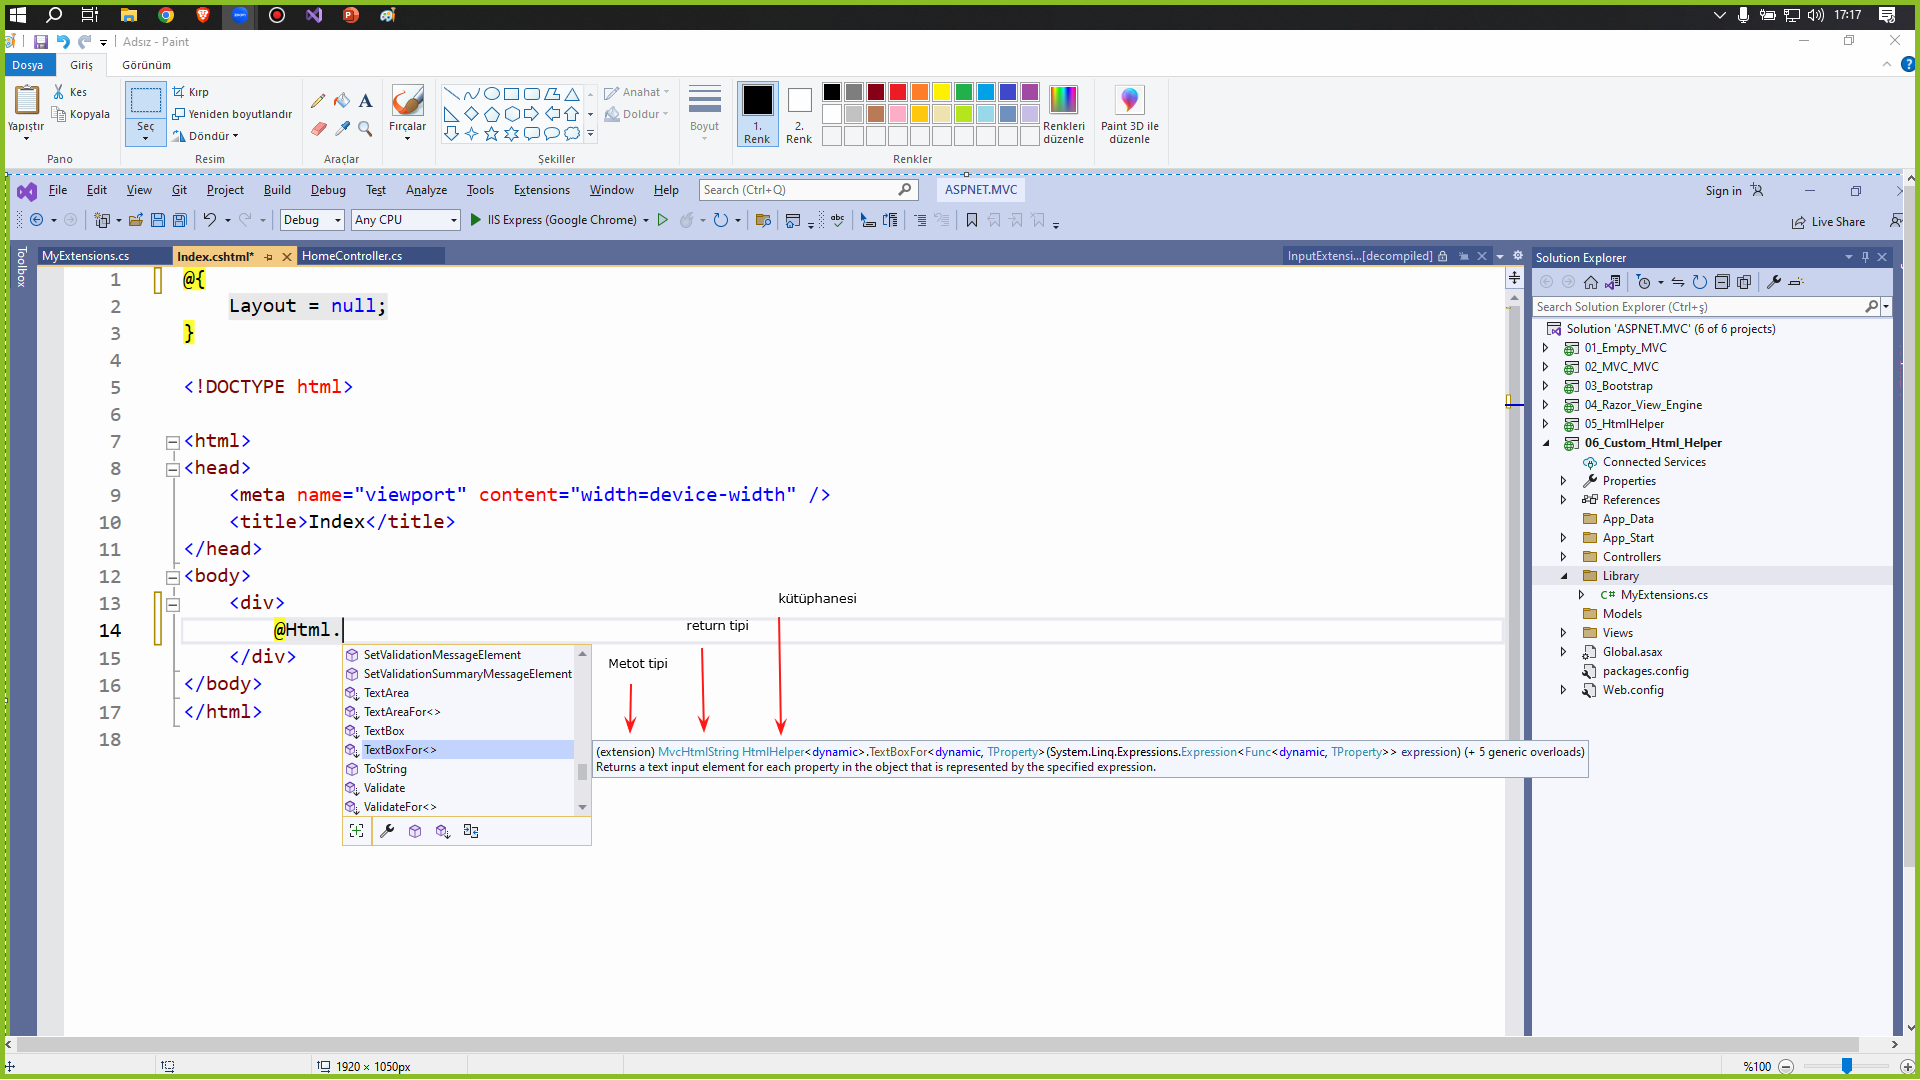 17:17
Adsız - Paint
Dosya Giriş Görünüm
Yapıştır Kes Kopyala Pano
Seç Kırp Yeniden boyutlandır Döndür Resim
Araçlar
Fırçalar
Şekiller Anahat Doldur
Boyut
1. Renk 2. Renk Renkler Renkleri düzenle
Paint 3D ile düzenle
File Edit View Git Project Build Debug Test Analyze Tools Extensions Window Help Search (Ctrl+Q) ASPNET.MVC Sign in
Debug Any CPU IIS Express (Google Chrome) Live Share
Toolbox
MyExtensions.cs Index.cshtml* HomeController.cs InputExtensi...[decompiled]
1 @{
2 Layout = null;
3 }
4
5 <!DOCTYPE html>
6
7 <html>
8 <head>
9 <meta name="viewport" content="width=device-width" />
10 <title>Index</title>
11 </head>
12 <body>
13 <div>
14 @Html.
15 </div>
16 </body>
17 </html>
18
kütüphanesi
return tipi
Metot tipi
SetValidationMessageElement
SetValidationSummaryMessageElement
TextArea
TextAreaFor<>
TextBox
TextBoxFor<>
ToString
Validate
ValidateFor<>
(extension) MvcHtmlString HtmlHelper<dynamic>.TextBoxFor<dynamic, TProperty>(System.Linq.Expressions.Expression<Func<dynamic, TProperty>> expression) (+ 5 generic overloads)
Returns a text input element for each property in the object that is represented by the specified expression.
Solution Explorer
Search Solution Explorer (Ctrl+ş)
Solution 'ASPNET.MVC' (6 of 6 projects)
01_Empty_MVC
02_MVC_MVC
03_Bootstrap
04_Razor_View_Engine
05_HtmlHelper
06_Custom_Html_Helper
Connected Services
Properties
References
App_Data
App_Start
Controllers
Library
C# MyExtensions.cs
Models
Views
Global.asax
packages.config
Web.config
1920 × 1050px
%100